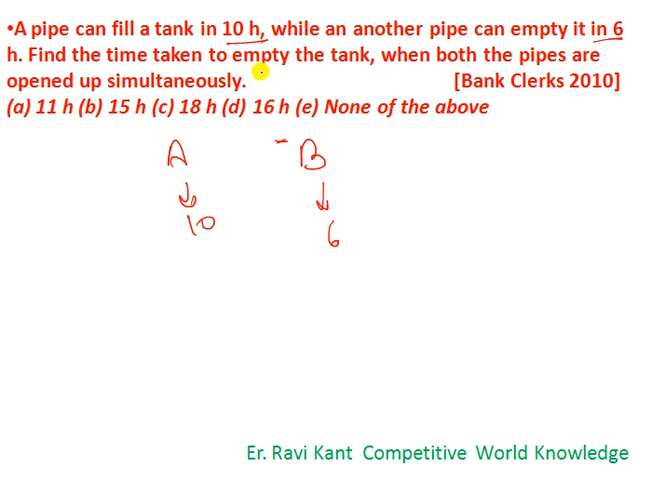 •A pipe can fill a tank in 10 h, while an another pipe can empty it in 6
h. Find the time taken to empty the tank, when both the pipes are
opened up simultaneously. [Bank Clerks 2010]
(a) 11 h (b) 15 h (c) 18 h (d) 16 h (e) None of the above
A - B
↓ ↓
10 6
Er. Ravi Kant Competitive World Knowledge